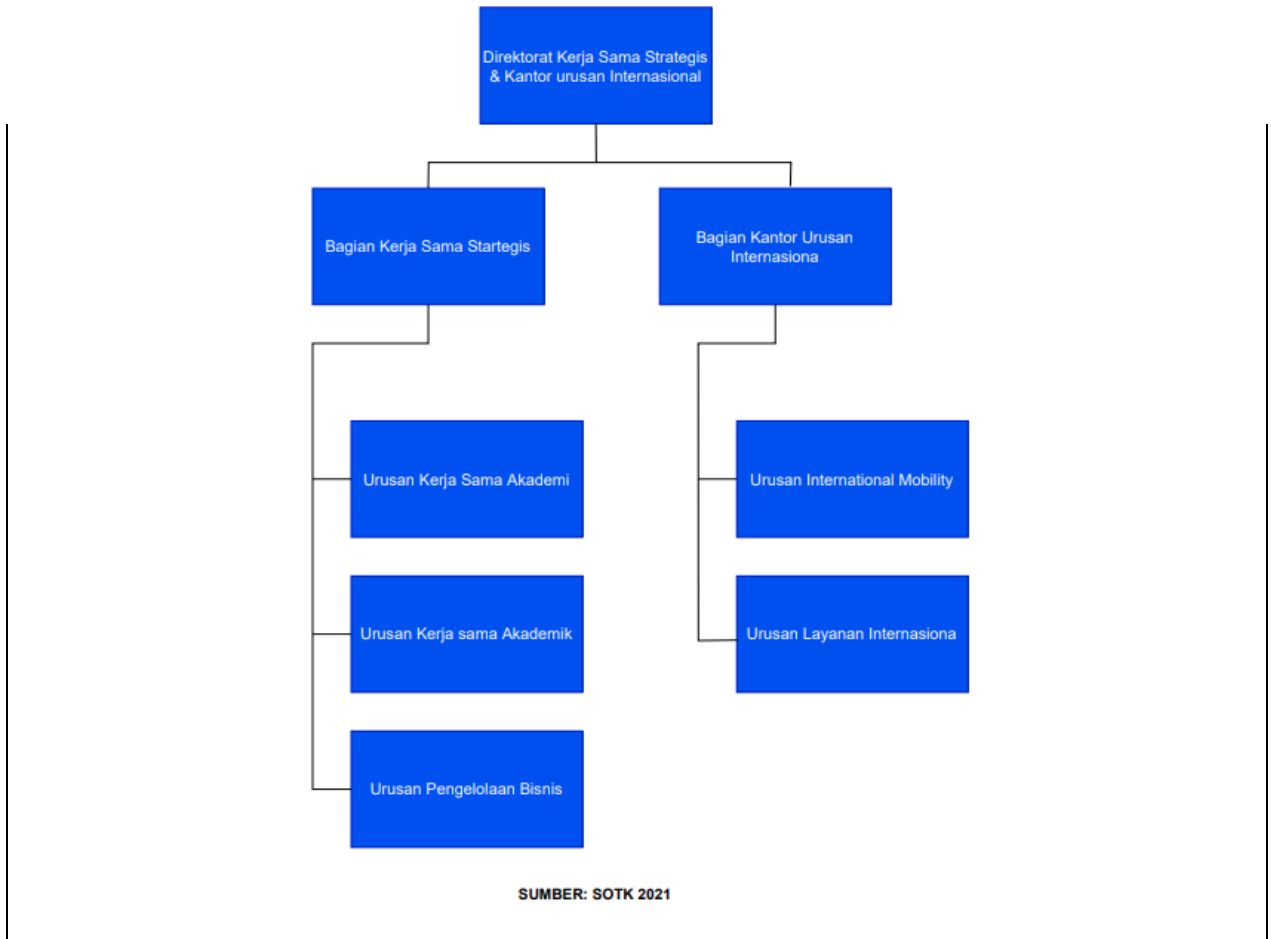 Direktorat Kerja Sama Strategis
& Kantor urusan Internasional
Bagian Kerja Sama Startegis
Bagian Kantor Urusan
Internasiona
Urusan Kerja Sama Akademi
Urusan International Mobility
Urusan Kerja sama Akademik
Urusan Layanan Internasiona
Urusan Pengelolaan Bisnis
SUMBER: SOTK 2021